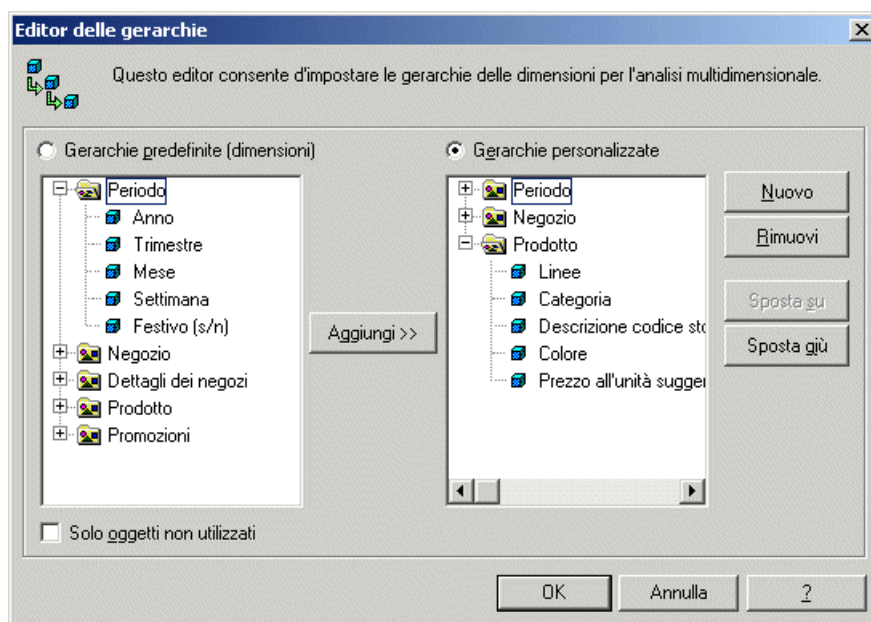 Editor delle gerarchie
Questo editor consente d'impostare le gerarchie delle dimensioni per l'analisi multidimensionale.
Gerarchie predefinite (dimensioni)
Periodo
Anno
Trimestre
Mese
Settimana
Festivo (s/n)
Negozio
Dettagli dei negozi
Prodotto
Promozioni
Solo oggetti non utilizzati
Aggiungi >>
Gerarchie personalizzate
Periodo
Negozio
Prodotto
Linee
Categoria
Descrizione codice sto
Colore
Prezzo all'unità sugger
Nuovo
Rimuovi
Sposta su
Sposta giù
OK
Annulla
?